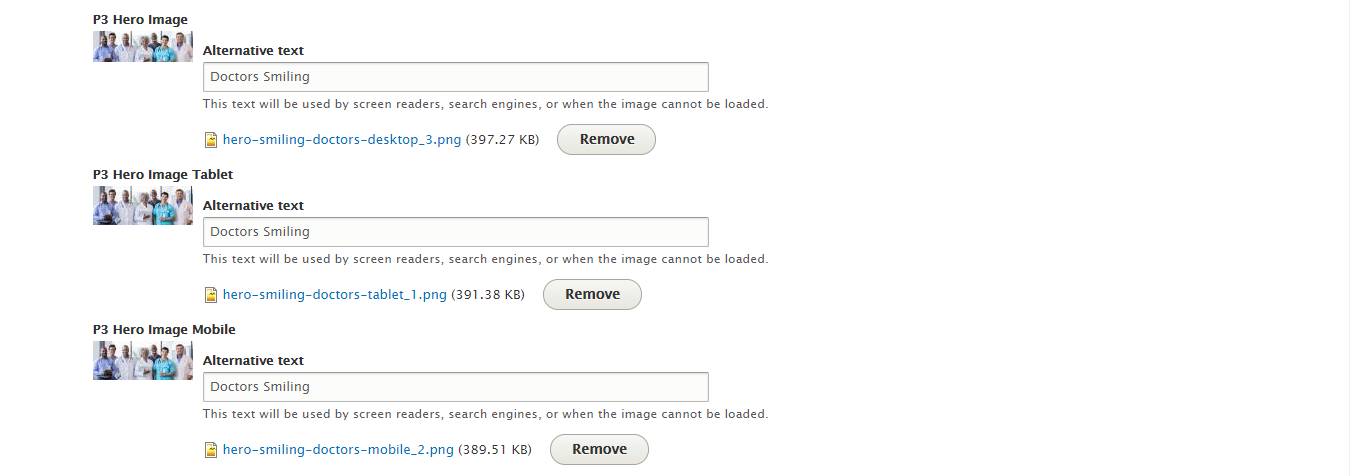 P3 Hero Image
Alternative text
Doctors Smiling
This text will be used by screen readers, search engines, or when the image cannot be loaded.
hero-smiling-doctors-desktop_3.png (397.27 KB) Remove
P3 Hero Image Tablet
Alternative text
Doctors Smiling
This text will be used by screen readers, search engines, or when the image cannot be loaded.
hero-smiling-doctors-tablet_1.png (391.38 KB) Remove
P3 Hero Image Mobile
Alternative text
Doctors Smiling
This text will be used by screen readers, search engines, or when the image cannot be loaded.
hero-smiling-doctors-mobile_2.png (389.51 KB) Remove